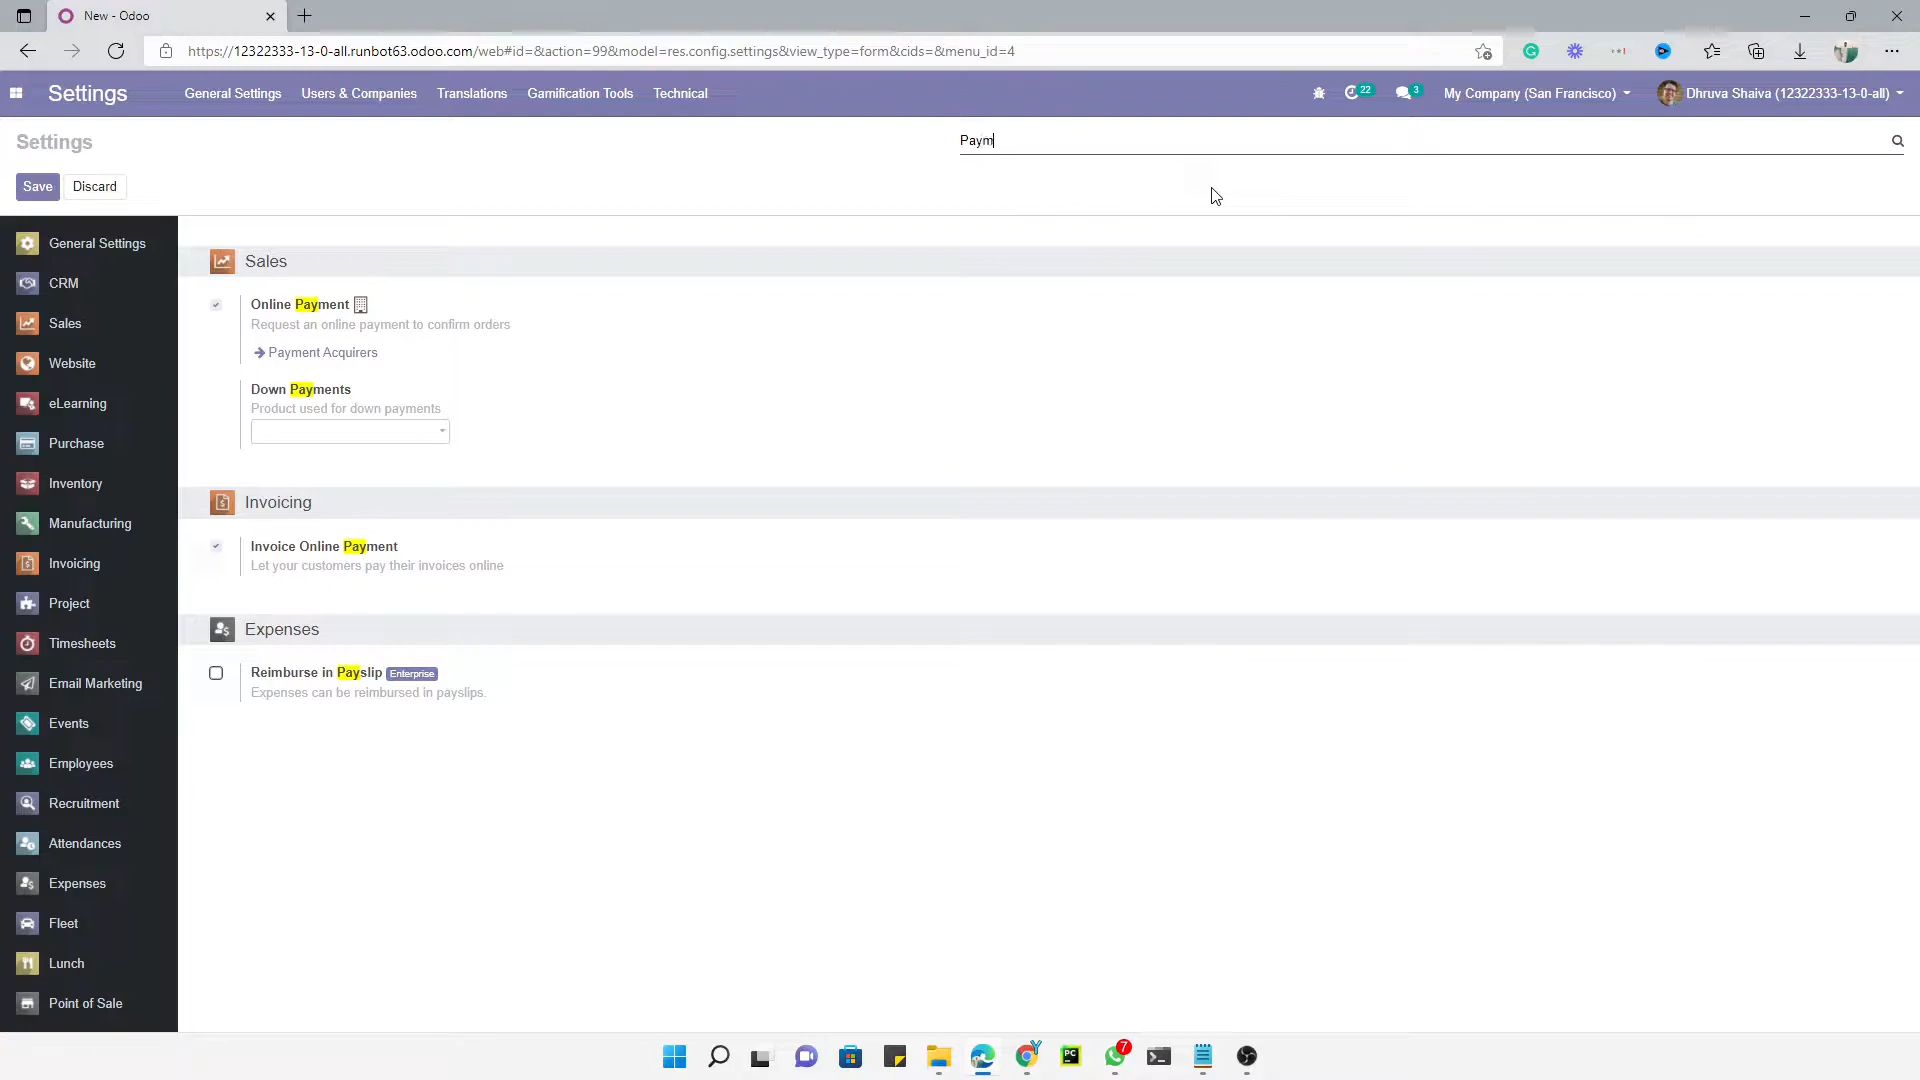 New - Odoo
https://12322333-13-0-all.runbot63.odoo.com/web#id=&action=99&model=res.config.settings&view_type=form&cids=&menu_id=4
Settings
General Settings
Users & Companies
Translations
Gamification Tools
Technical
22
3
My Company (San Francisco)
Dhruva Shaiva (12322333-13-0-all)
Settings
Paym
Save
Discard
General Settings
CRM
Sales
Website
eLearning
Purchase
Inventory
Manufacturing
Invoicing
Project
Timesheets
Email Marketing
Events
Employees
Recruitment
Attendances
Expenses
Fleet
Lunch
Point of Sale
Sales
Online Payment
Request an online payment to confirm orders
Payment Acquirers
Down Payments
Product used for down payments
Invoicing
Invoice Online Payment
Let your customers pay their invoices online
Expenses
Reimburse in Payslip Enterprise
Expenses can be reimbursed in payslips.
PC
7